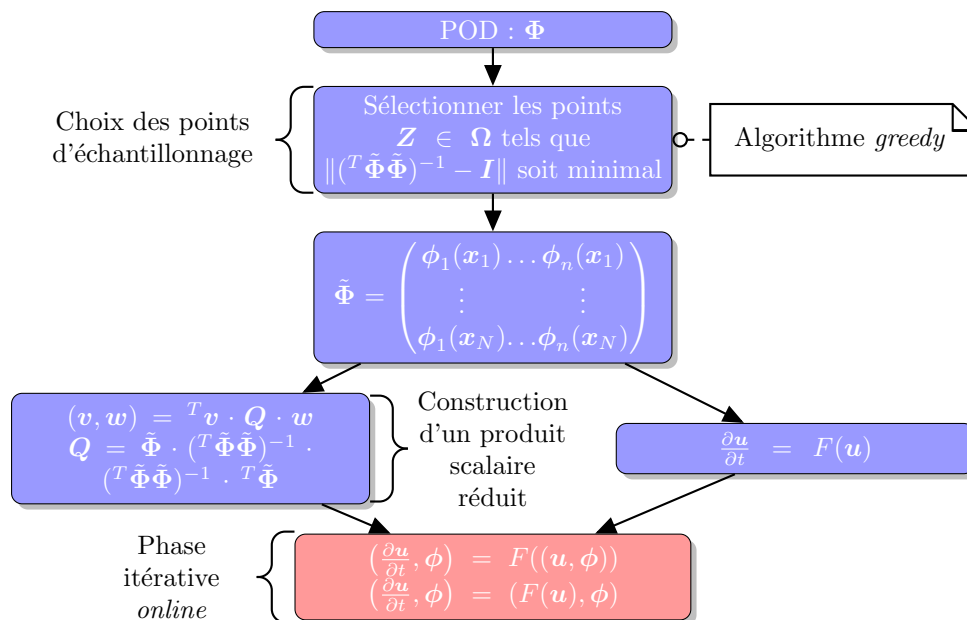 POD : Φ
Choix des points
d'échantillonnage
Sélectionner les points
Z ∈ Ω tels que
‖(ᵀΦ̃Φ̃)⁻¹ − I‖ soit minimal
Algorithme greedy
Φ̃ =
ϕ₁(x₁) … ϕₙ(x₁)
⋮ ⋮
ϕ₁(x_N) … ϕₙ(x_N)
(v, w) = ᵀv · Q · w
Q = Φ̃ · (ᵀΦ̃Φ̃)⁻¹ ·
(ᵀΦ̃Φ̃)⁻¹ · ᵀΦ̃
Construction
d'un produit
scalaire
réduit
∂u/∂t = F(u)
Phase
itérative
online
(∂u/∂t, ϕ) = F((u, ϕ))
(∂u/∂t, ϕ) = (F(u), ϕ)